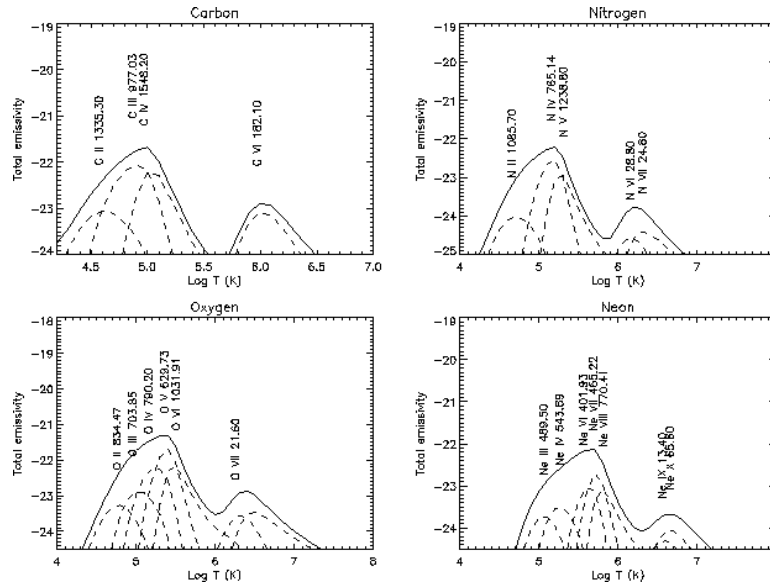 Carbon
-19
-20
-21
-22
-23
-24
Total emissivity
C II 1335.30
C III 977.03
C IV 1548.20
C VI 182.10
4.5 5.0 5.5 6.0 6.5 7.0
Log T (K)
Nitrogen
-19
-20
-21
-22
-23
-24
-25
Total emissivity
N II 1085.70
N IV 765.14
N V 1238.80
N VI 28.80
N VII 24.80
4 5 6 7
Log T (K)
Oxygen
-18
-19
-20
-21
-22
-23
-24
Total emissivity
O II 834.47
O III 703.85
O IV 790.20
O V 629.73
O VI 1031.91
O VII 21.60
4 5 6 7 8
Log T (K)
Neon
-18
-19
-20
-21
-22
-23
-24
Total emissivity
Ne III 489.50
Ne IV 543.89
Ne VI 401.93
Ne VII 465.22
Ne VIII 770.41
Ne IX 13.40
Ne X
4 5 6 7
Log T (K)